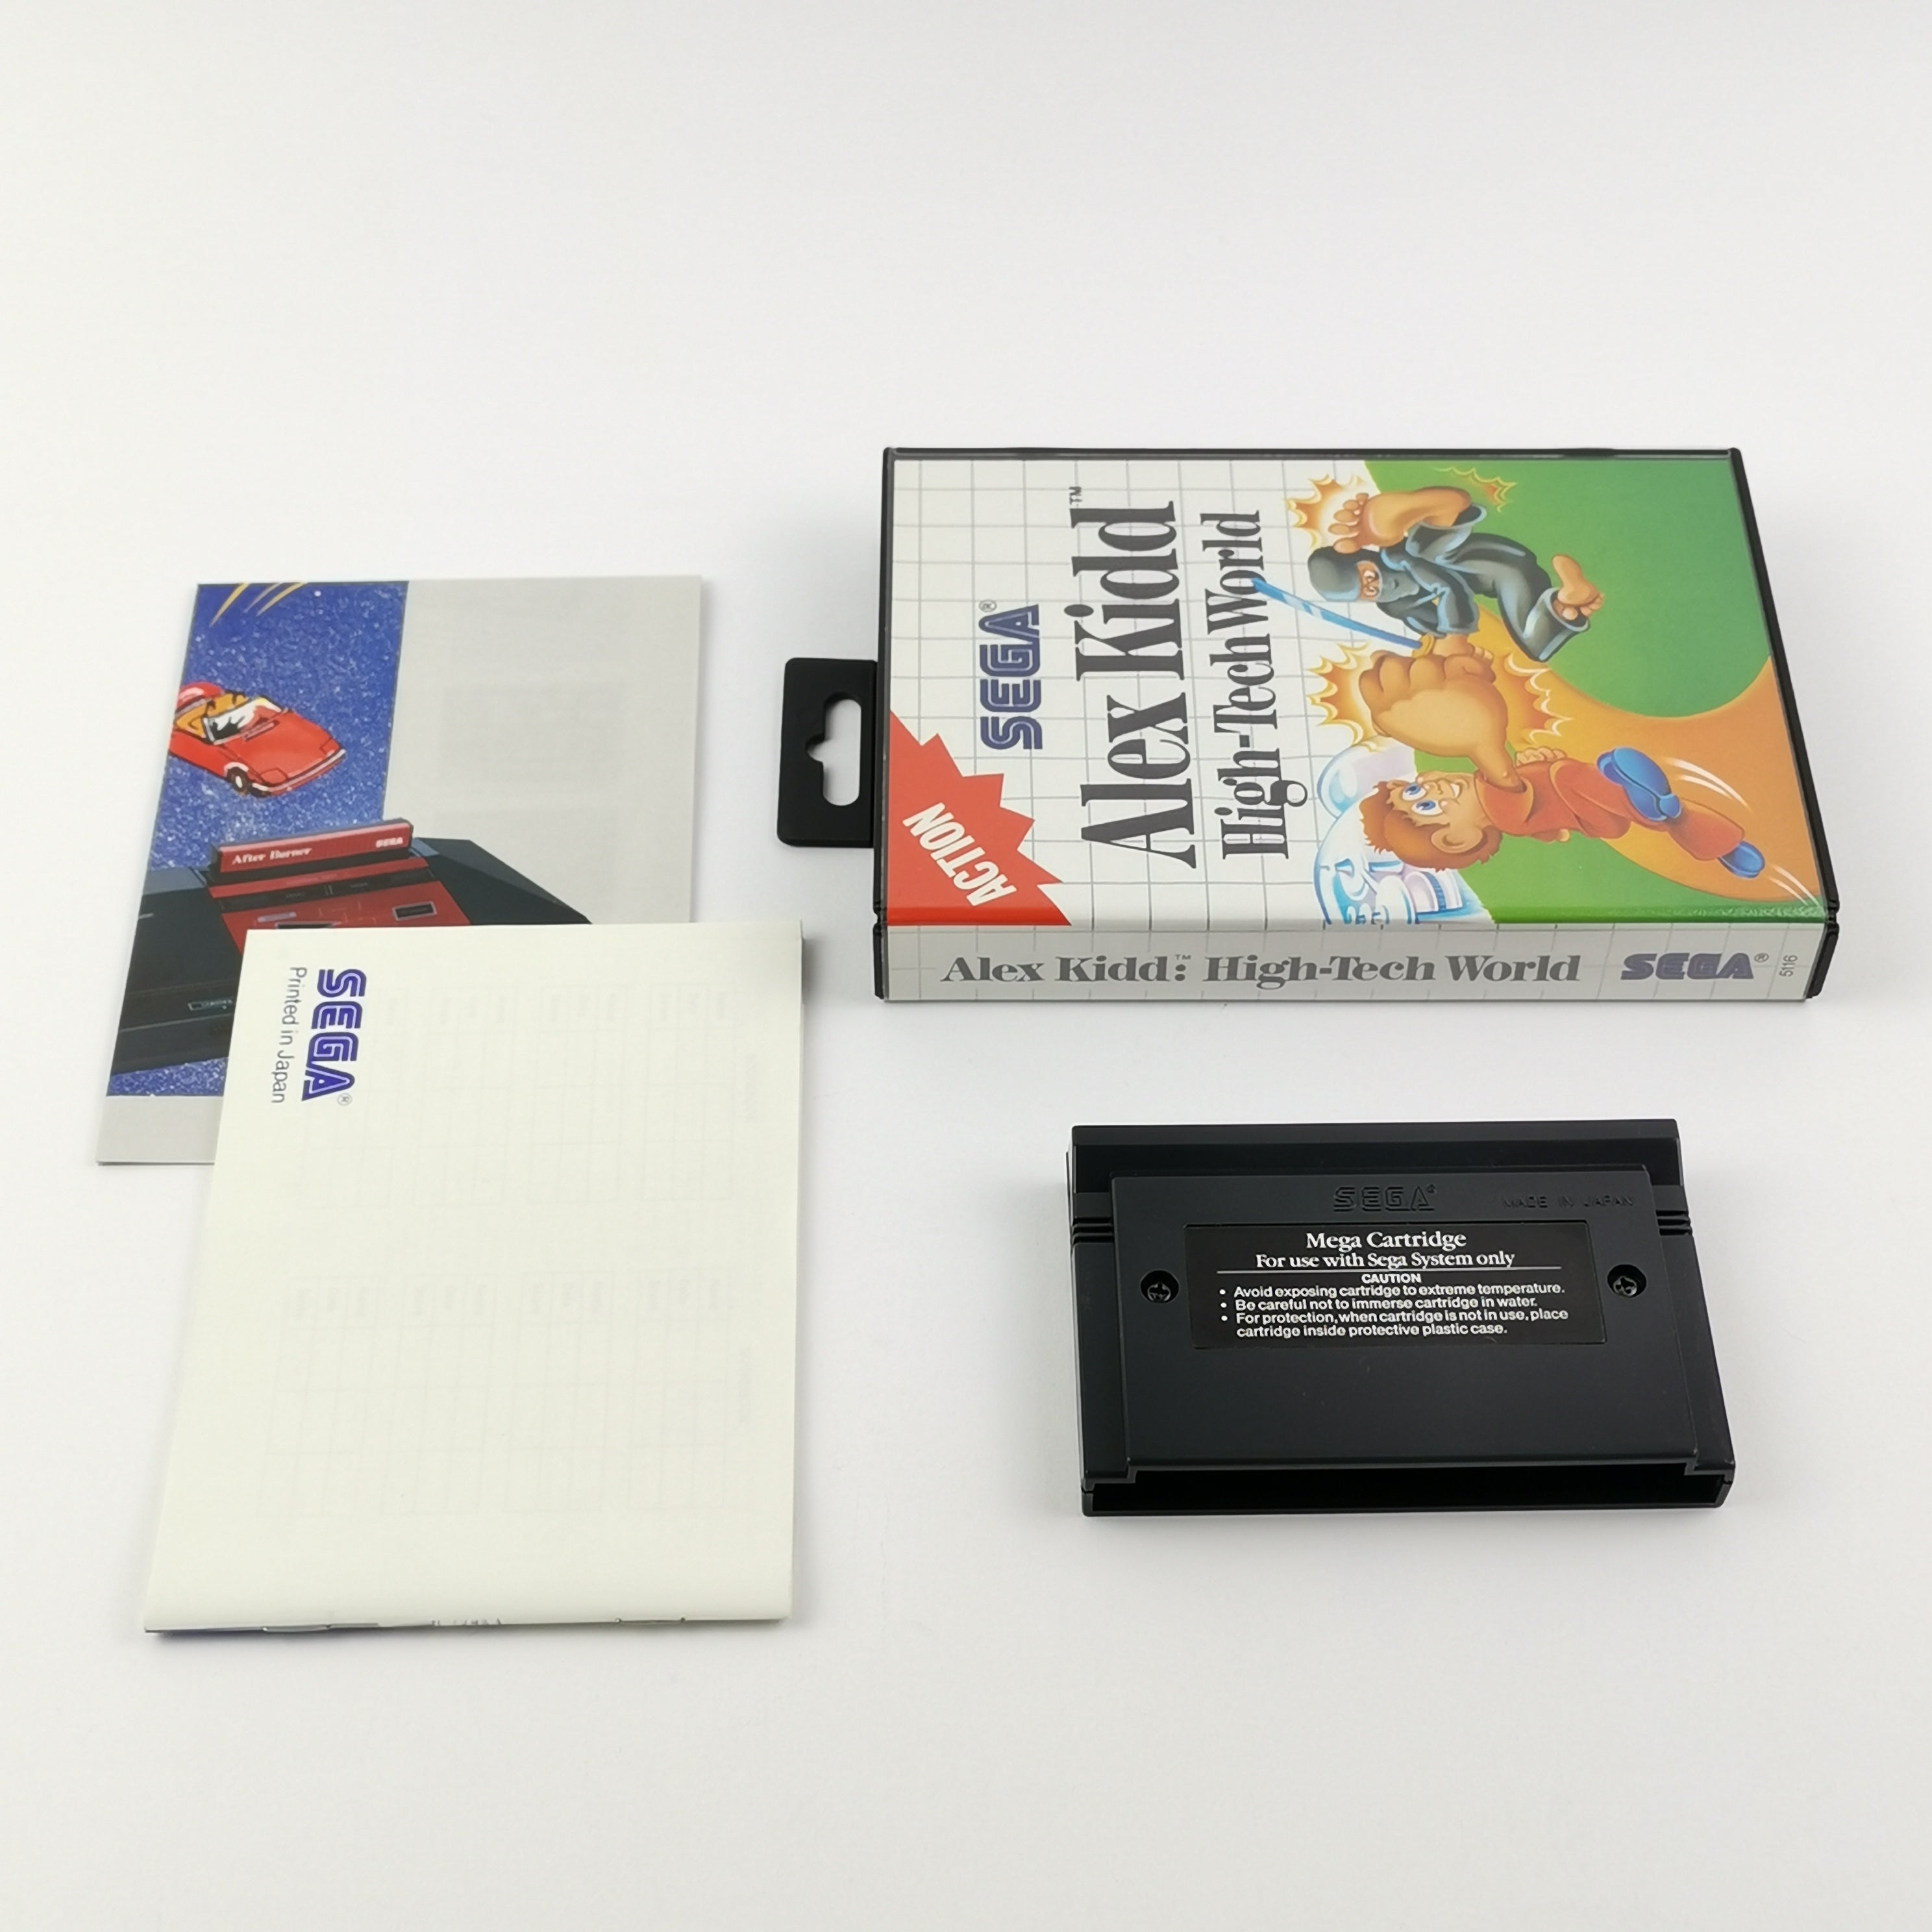 ACTION
SEGA®
Alex Kidd™
High-Tech World
Alex Kidd™: High-Tech World SEGA® 5116
After Burner SEGA
SEGA®
Printed in Japan
SEGA® MADE IN JAPAN
Mega Cartridge
For use with Sega System only
CAUTION
• Avoid exposing cartridge to extreme temperature.
• Be careful not to immerse cartridge in water.
• For protection, when cartridge is not in use, place
cartridge inside protective plastic case.